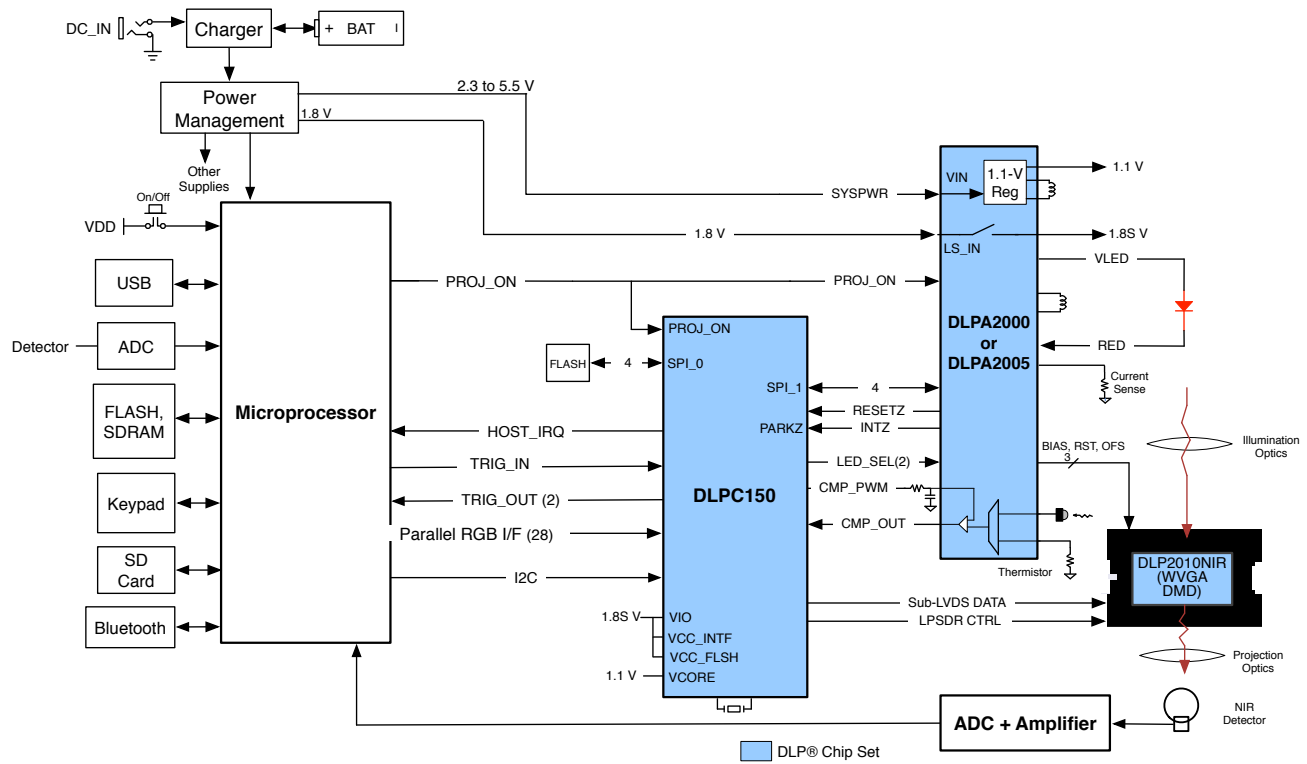 DC_IN
Charger
+ BAT I
Power
Management
2.3 to 5.5 V
1.8 V
Other
Supplies
On/Off
VDD
USB
Detector
ADC
FLASH,
SDRAM
Keypad
SD
Card
Bluetooth
Microprocessor
SYSPWR
1.8 V
PROJ_ON
PROJ_ON
HOST_IRQ
TRIG_IN
TRIG_OUT (2)
Parallel RGB I/F (28)
I2C
FLASH
4
PROJ_ON
SPI_0
SPI_1
PARKZ
DLPC150
1.8S V
VIO
VCC_INTF
VCC_FLSH
1.1 V
VCORE
4
RESETZ
INTZ
LED_SEL(2)
CMP_PWM
CMP_OUT
Sub-LVDS DATA
LPSDR CTRL
VIN
1.1-V
Reg
LS_IN
DLPA2000
or
DLPA2005
1.1 V
1.8S V
VLED
RED
Current
Sense
BIAS, RST, OFS
3
Thermistor
Illumination
Optics
DLP2010NIR
(WVGA
DMD)
Projection
Optics
NIR
Detector
ADC + Amplifier
DLP® Chip Set